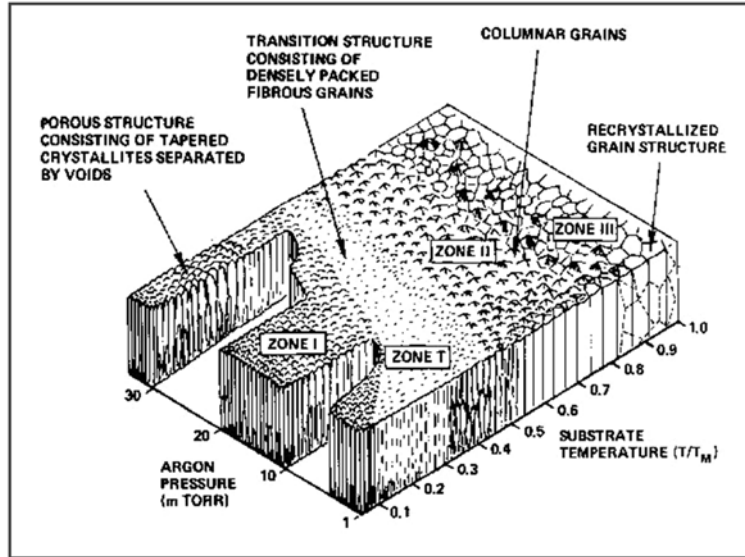 TRANSITION STRUCTURE
CONSISTING OF
DENSELY PACKED
FIBROUS GRAINS
COLUMNAR GRAINS
POROUS STRUCTURE
CONSISTING OF TAPERED
CRYSTALLITES SEPARATED
BY VOIDS
RECRYSTALLIZED
GRAIN STRUCTURE
ZONE III
ZONE II
ZONE I
ZONE T
30
20
10
1
ARGON
PRESSURE
(m TORR)
0.1
0.2
0.3
0.4
0.5
0.6
0.7
0.8
0.9
1.0
SUBSTRATE
TEMPERATURE (T/T_M)